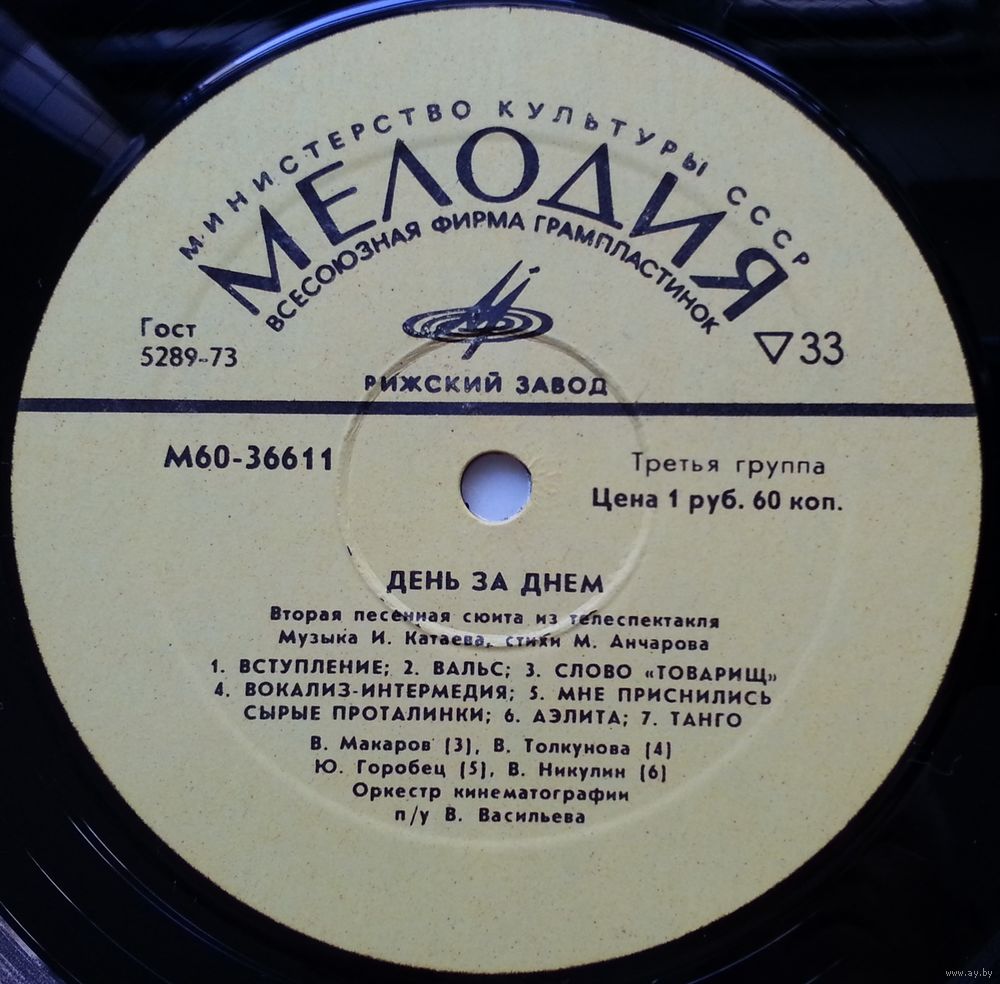 МИНИСТЕРСТВО КУЛЬТУРЫ СССР
МЕЛОДИЯ
ВСЕСОЮЗНАЯ ФИРМА ГРАМПЛАСТИНОК
Гост
5289-73
▽33
РИЖСКИЙ ЗАВОД
М60-36611
Третья группа
Цена 1 руб. 60 коп.
ДЕНЬ ЗА ДНЕМ
Вторая песенная сюита из телеспектакля
Музыка И. Катаева, стихи М. Анчарова
1. ВСТУПЛЕНИЕ; 2. ВАЛЬС; 3. СЛОВО «ТОВАРИЩ»
4. ВОКАЛИЗ-ИНТЕРМЕДИЯ; 5. МНЕ ПРИСНИЛИСЬ
СЫРЫЕ ПРОТАЛИНКИ; 6. АЭЛИТА; 7. ТАНГО
В. Макаров (3), В. Толкунова (4)
Ю. Горобец (5), В. Никулин (6)
Оркестр кинематографии
п/у В. Васильева
www.ay.by